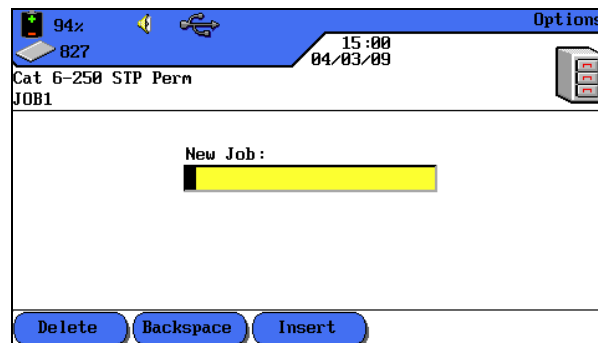 94% Options
827 15:00
04/03/09
Cat 6-250 STP Perm
JOB1
New Job:
Delete Backspace Insert